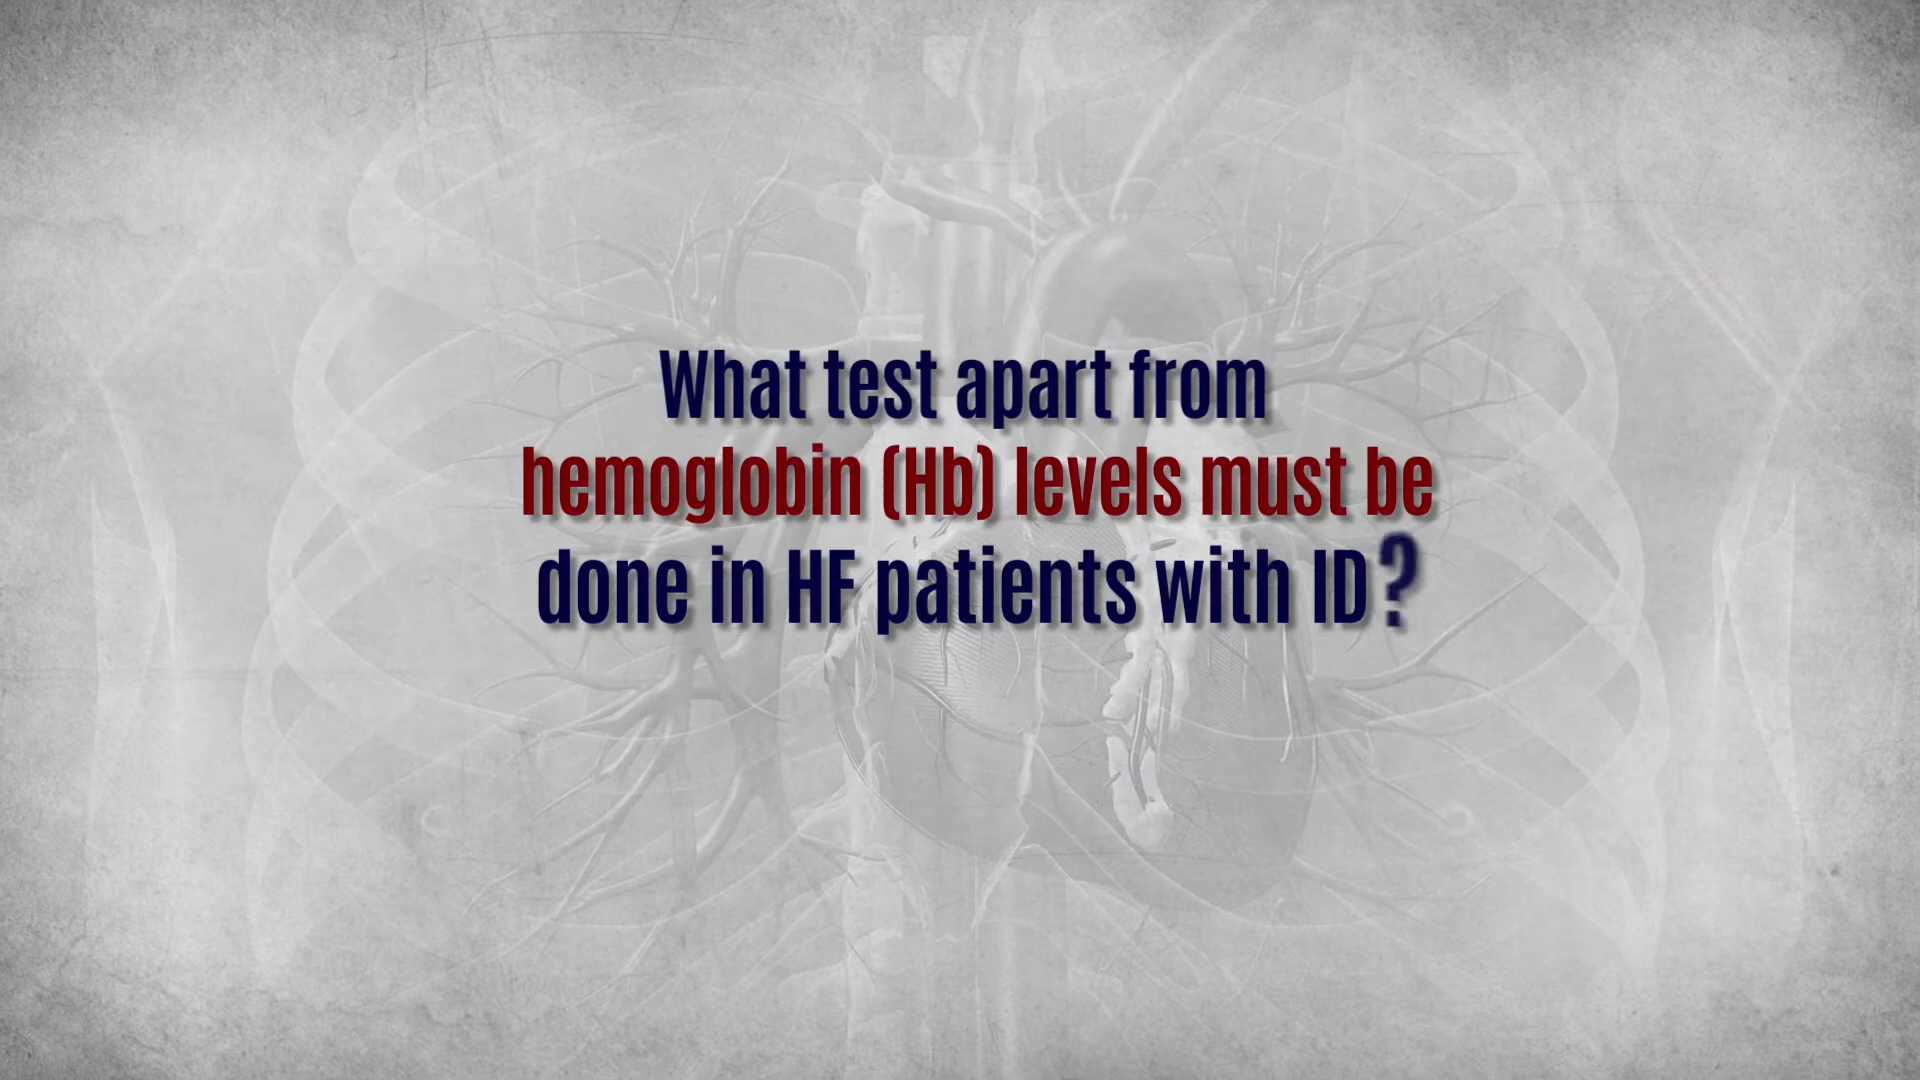 What test apart from
hemoglobin (Hb) levels must be
done in HF patients with ID?